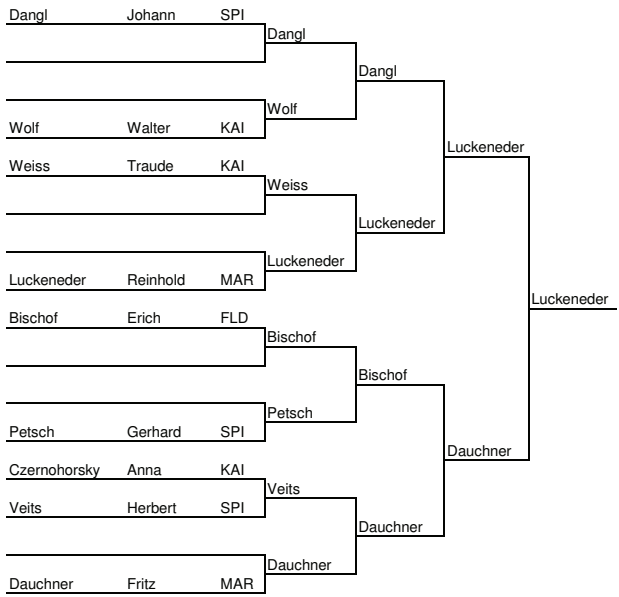 Dangl Johann SPI
Dangl
Dangl
Wolf
Wolf Walter KAI
Luckeneder
Weiss Traude KAI
Weiss
Luckeneder
Luckeneder
Luckeneder Reinhold MAR
Luckeneder
Bischof Erich FLD
Bischof
Bischof
Petsch
Petsch Gerhard SPI
Dauchner
Czernohorsky Anna KAI
Veits
Veits Herbert SPI
Dauchner
Dauchner
Dauchner Fritz MAR